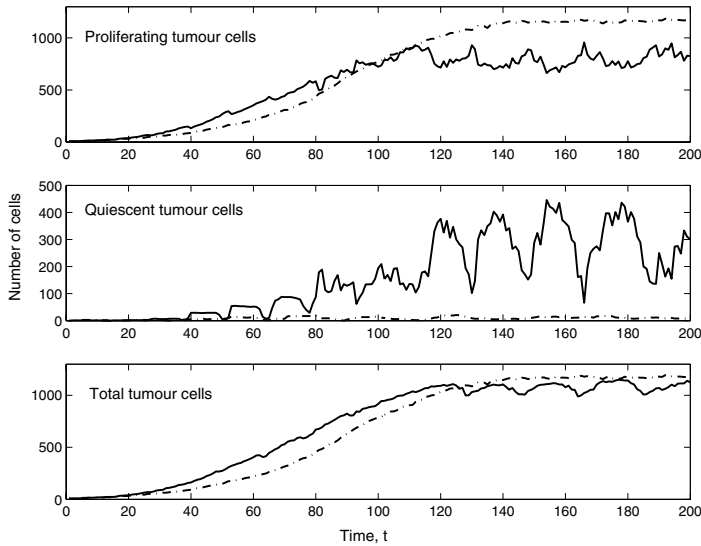 1000
Proliferating tumour cells
500
0
0 20 40 60 80 100 120 140 160 180 200
500
400
Quiescent tumour cells
300
200
100
0
0 20 40 60 80 100 120 140 160 180 200
Number of cells
1000
Total tumour cells
500
0
0 20 40 60 80 100 120 140 160 180 200
Time, t